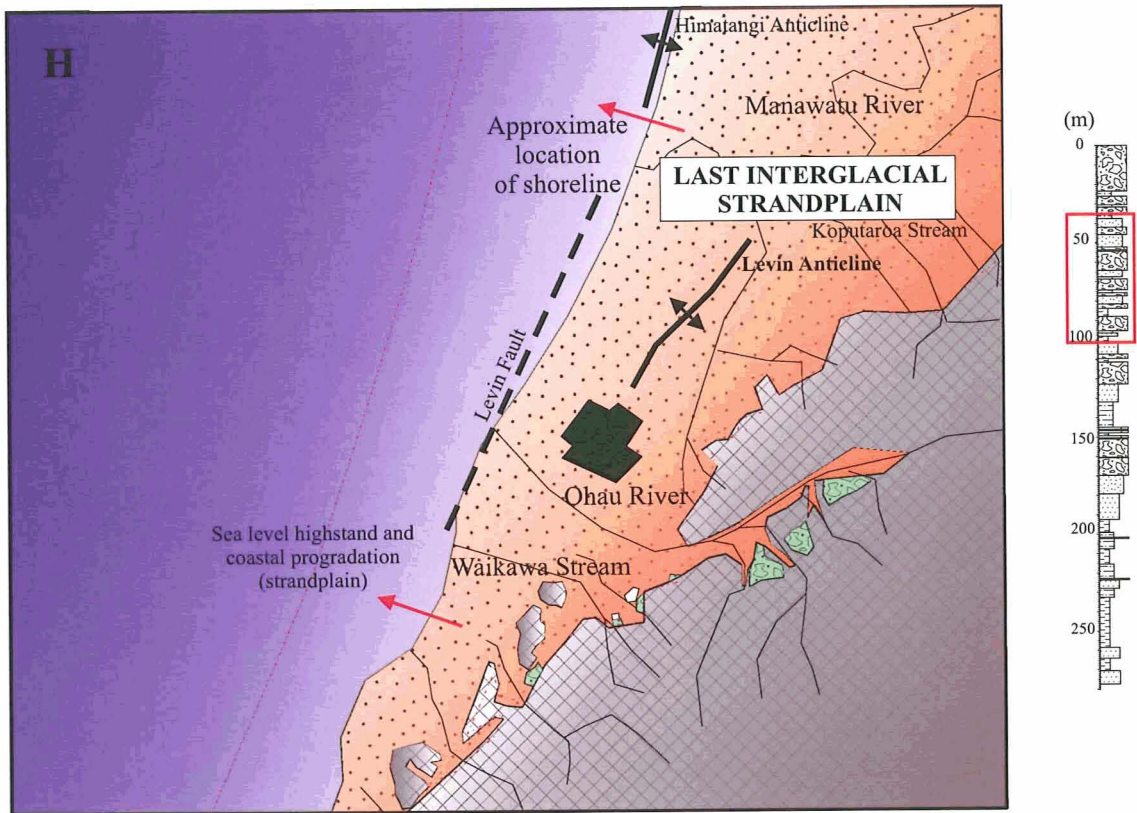 H
Himatangi Anticline
Manawatu River
Approximate
location
of shoreline
LAST INTERGLACIAL
STRANDPLAIN
Koputaroa Stream
Levin Anticline
Levin Fault
Ohau River
Sea level highstand and
coastal progradation
(strandplain)
Waikawa Stream
(m)
0
50
100
150
200
250